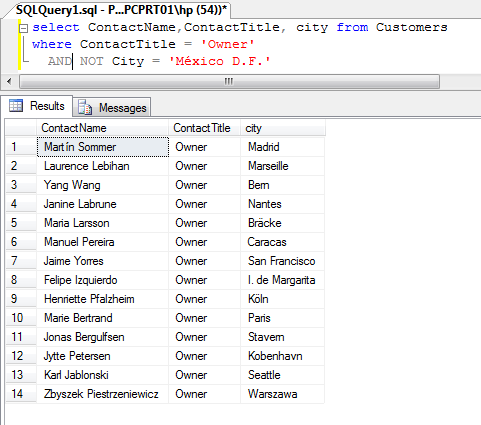 SQLQuery1.sql - P...PCPRT01\hp (54))*
select ContactName,ContactTitle, city from Customers
where ContactTitle = 'Owner'
AND NOT City = 'México D.F.'
Results Messages
ContactName ContactTitle city
1 Martín Sommer Owner Madrid
2 Laurence Lebihan Owner Marseille
3 Yang Wang Owner Bern
4 Janine Labrune Owner Nantes
5 Maria Larsson Owner Bräcke
6 Manuel Pereira Owner Caracas
7 Jaime Yorres Owner San Francisco
8 Felipe Izquierdo Owner I. de Margarita
9 Henriette Pfalzheim Owner Köln
10 Marie Bertrand Owner Paris
11 Jonas Bergulfsen Owner Stavern
12 Jytte Petersen Owner Kobenhavn
13 Karl Jablonski Owner Seattle
14 Zbyszek Piestrzeniewicz Owner Warszawa